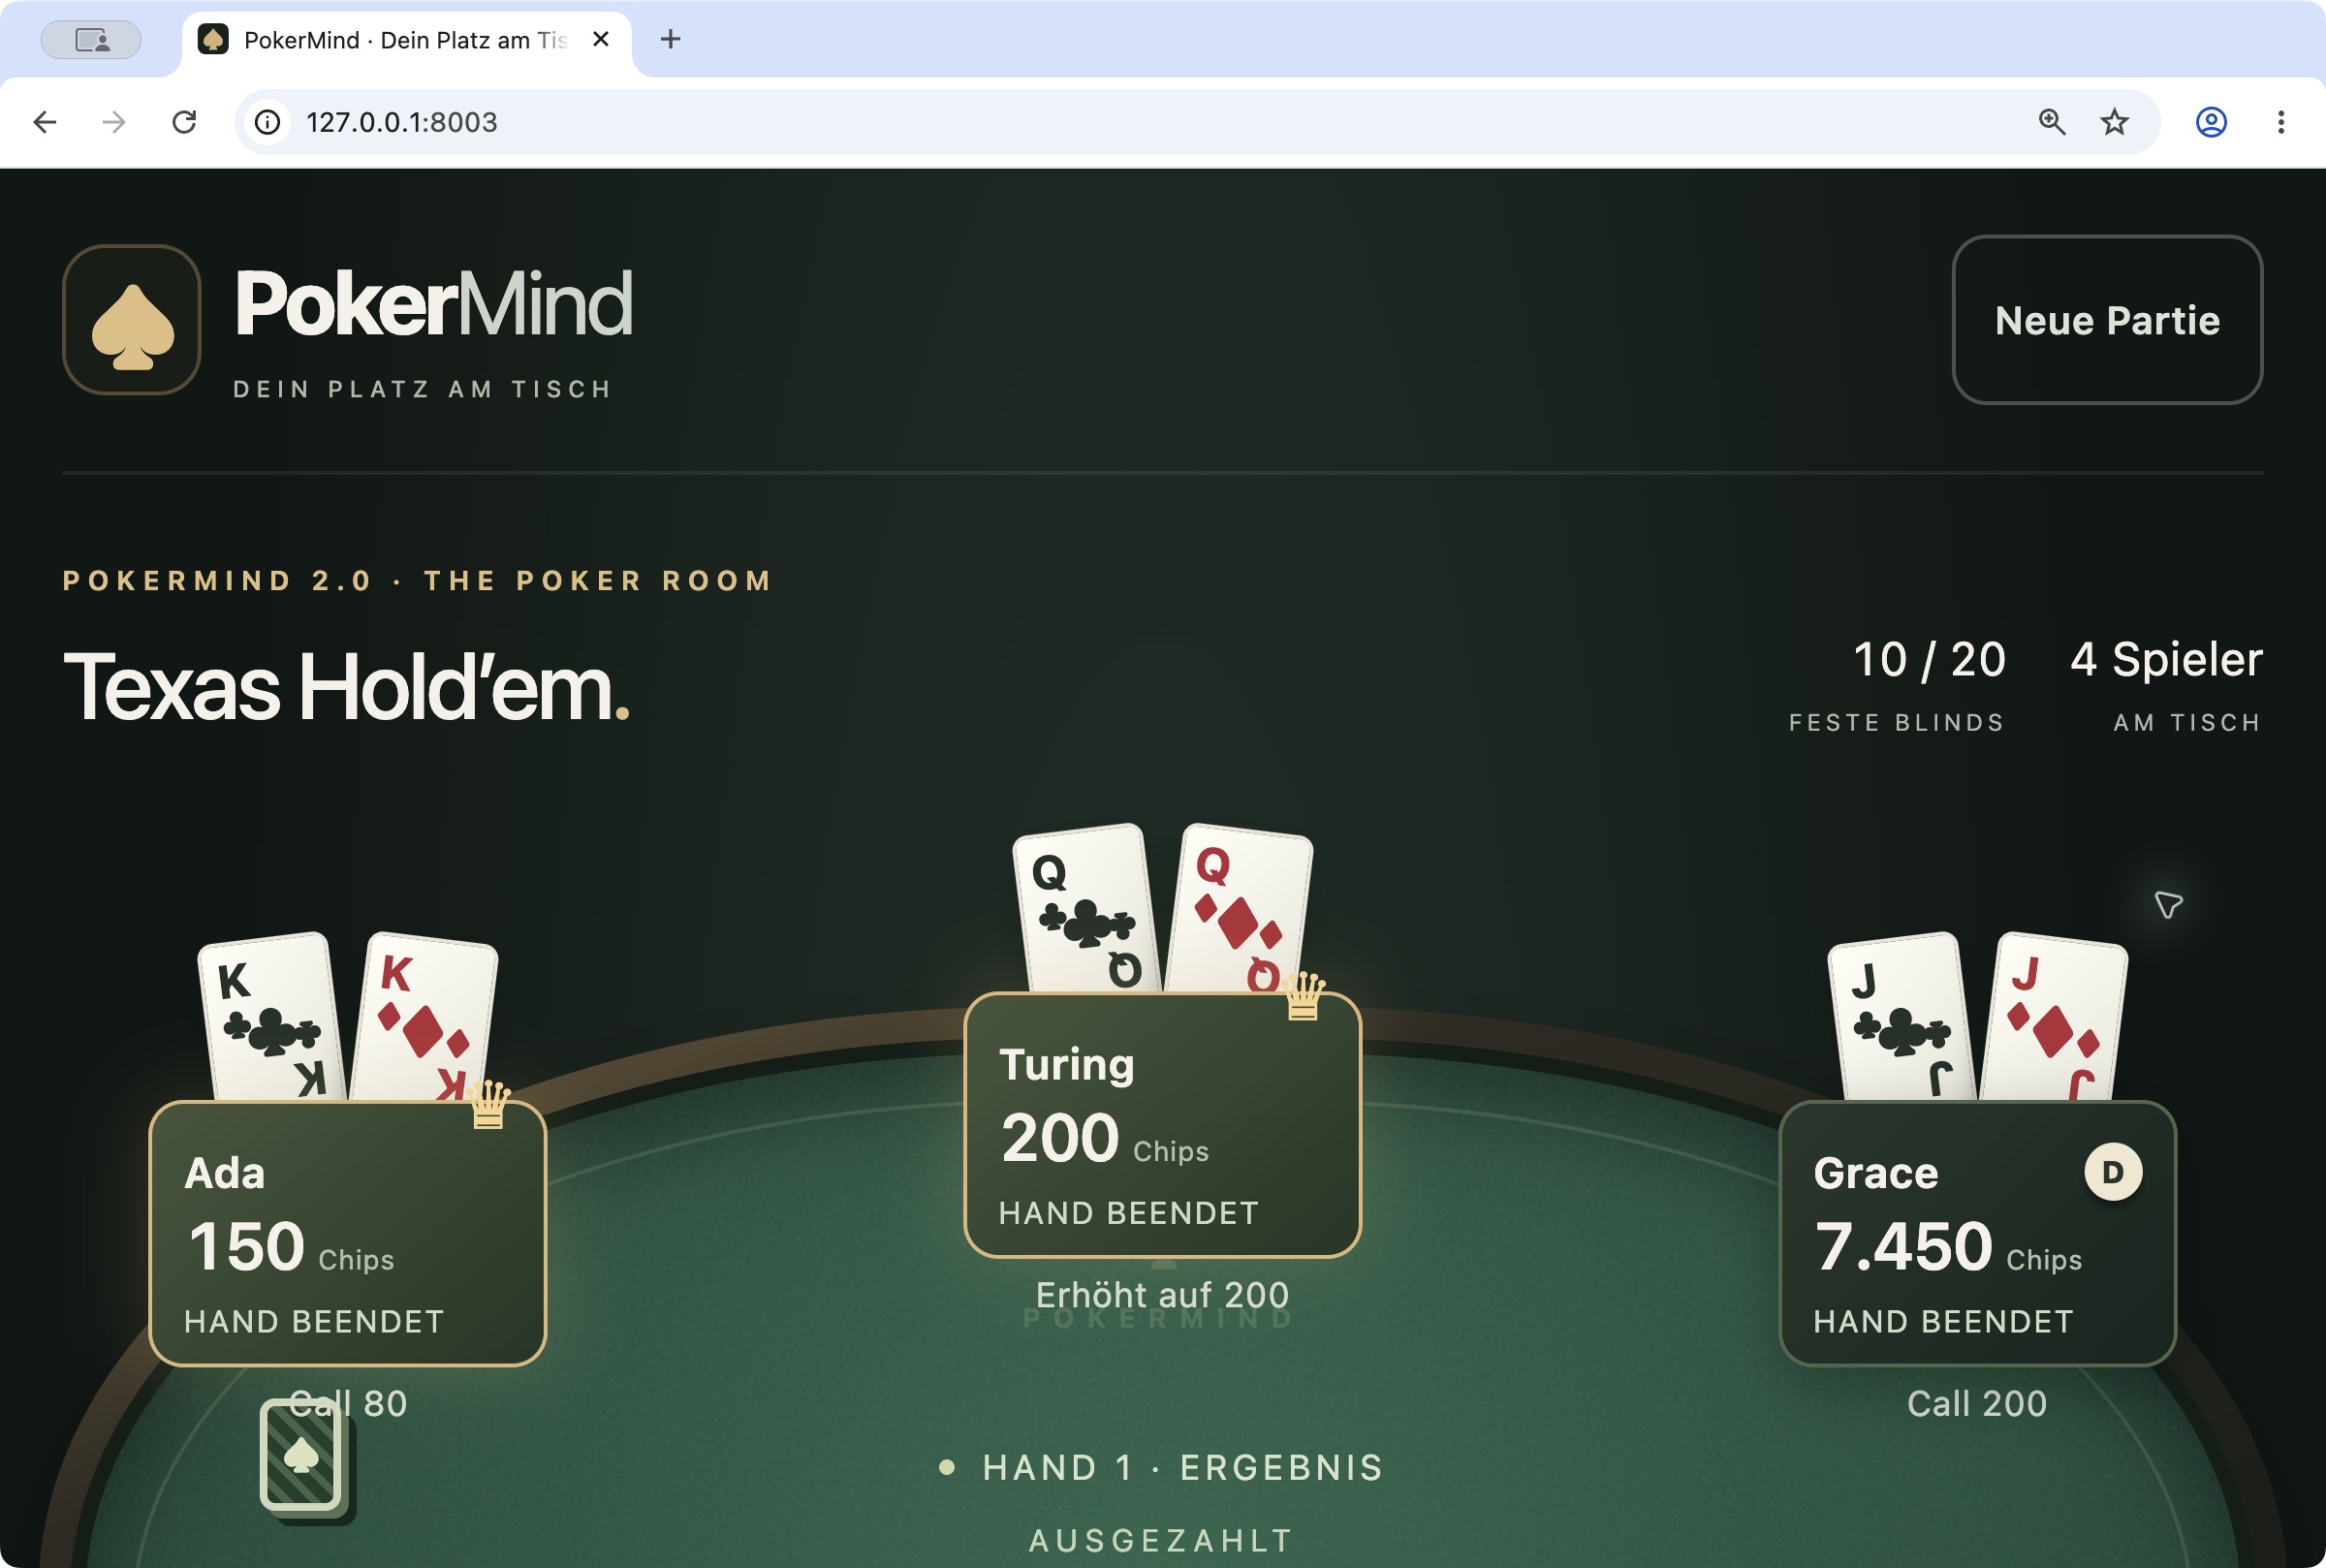 PokerMind · Dein Platz am Tis
127.0.0.1:8003
PokerMind
DEIN PLATZ AM TISCH
Neue Partie
POKERMIND 2.0 · THE POKER ROOM
Texas Hold’em.
10 / 20
FESTE BLINDS
4 Spieler
AM TISCH
K K
K K
Ada
150 Chips
HAND BEENDET
Call 80
Q Q
Q Q
Turing
200 Chips
HAND BEENDET
Erhöht auf 200
POKERMIND
J J
J J
Grace D
7.450 Chips
HAND BEENDET
Call 200
HAND 1 · ERGEBNIS
AUSGEZAHLT